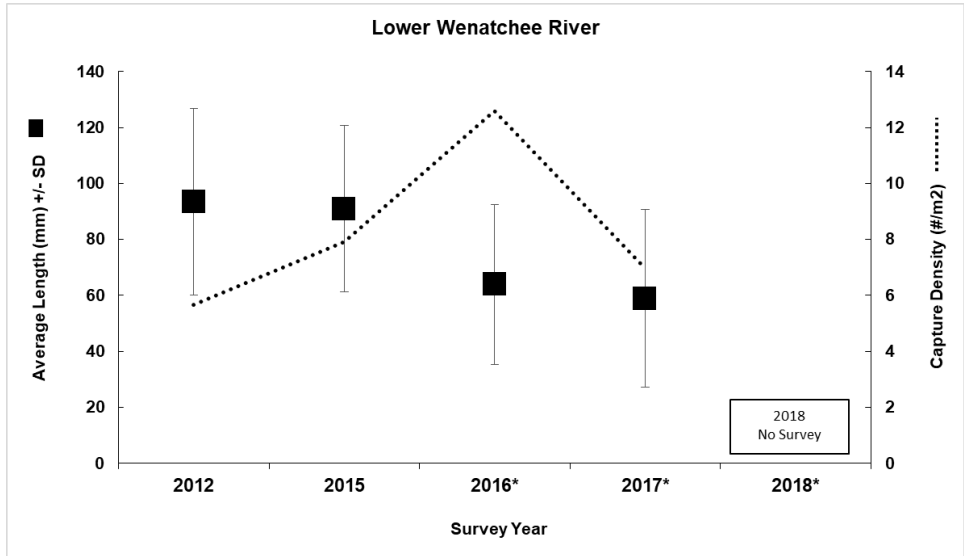 Lower Wenatchee River
Average Length (mm) +/- SD
140
120
100
80
60
40
20
0
14
12
10
8
6
4
2
0
Capture Density (#/m2)
2018
No Survey
2012 2015 2016* 2017* 2018*
Survey Year